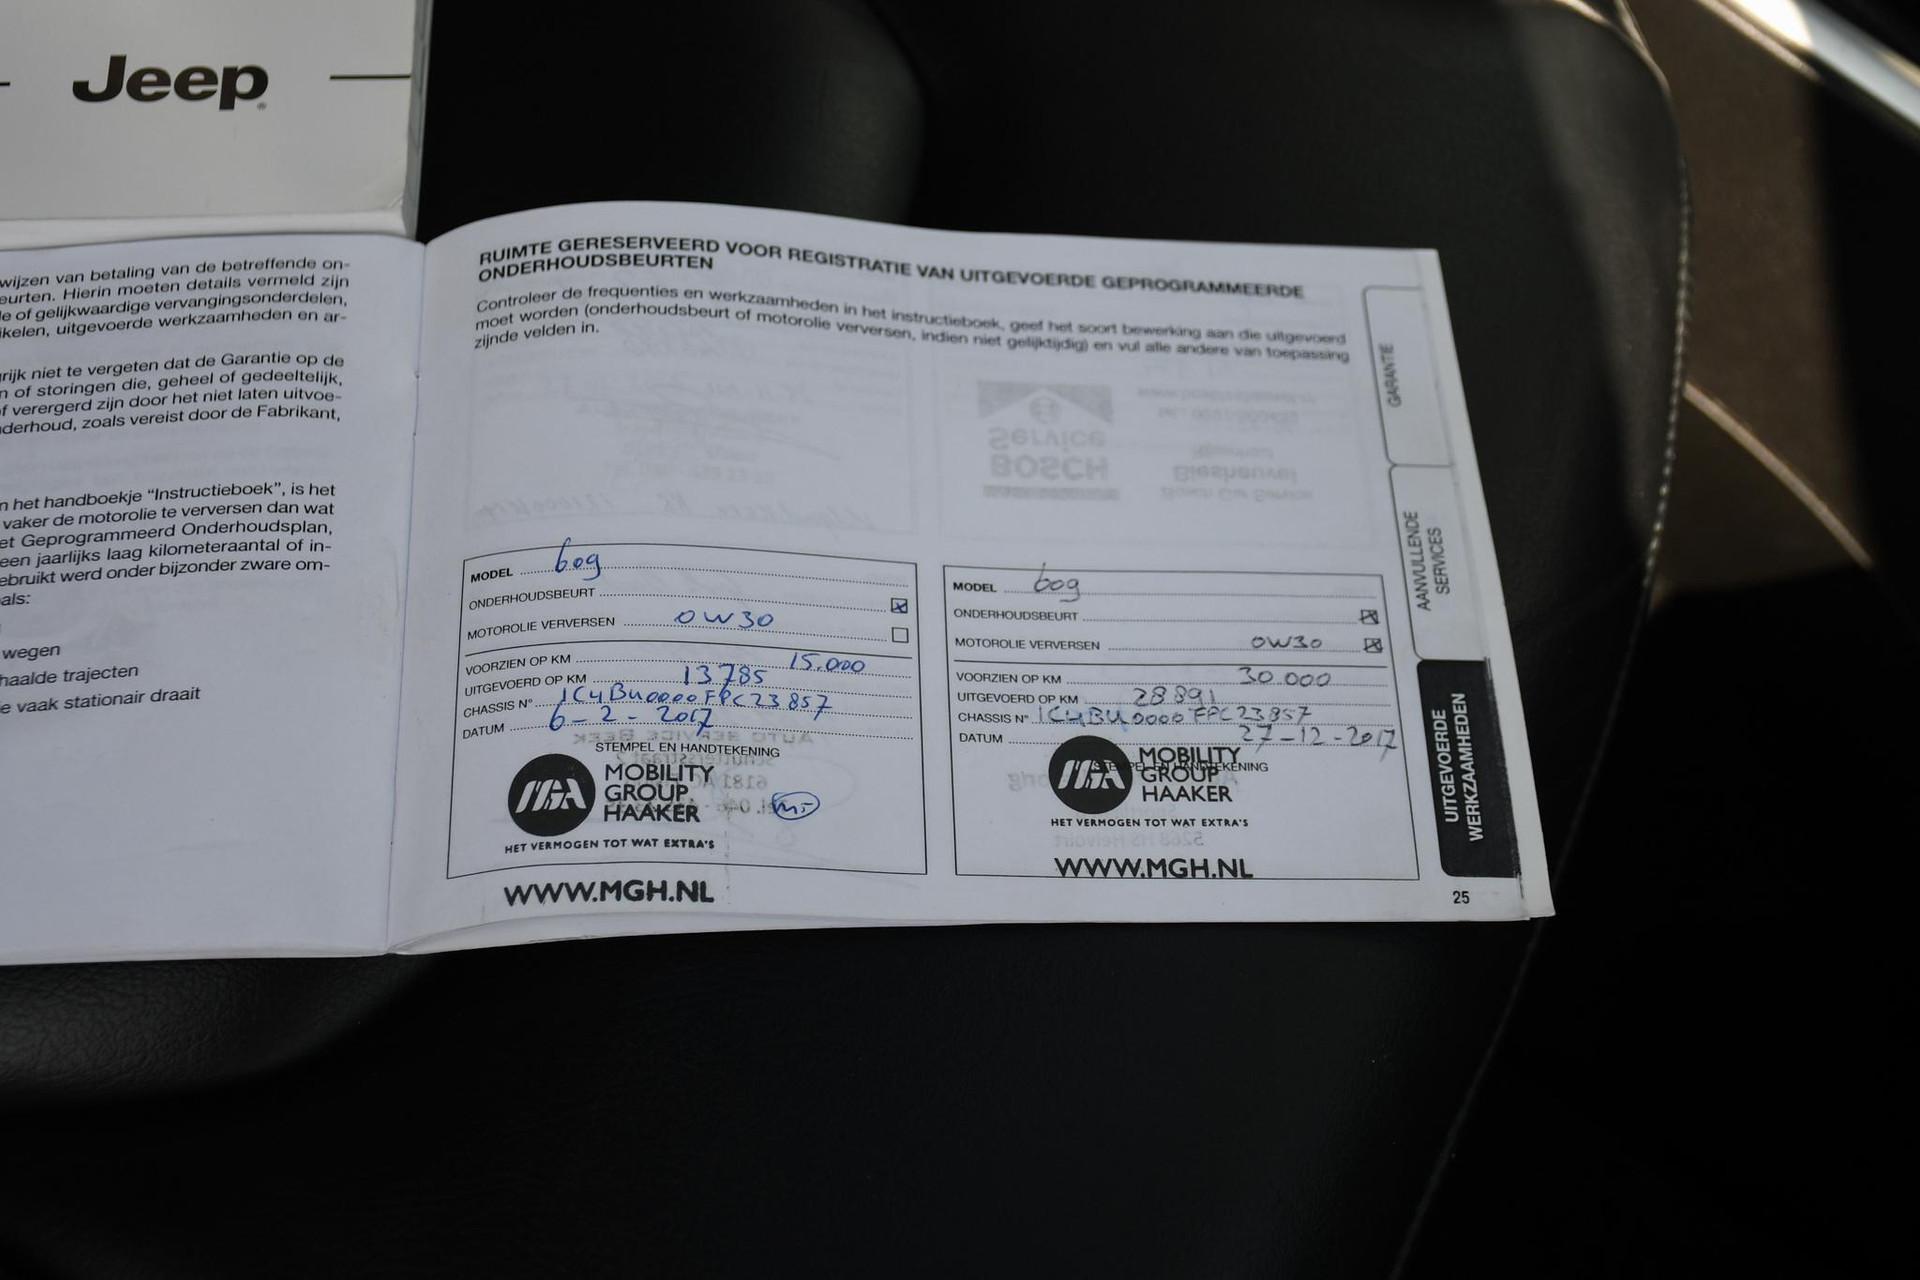 Jeep
wijzen van betaling van de betreffende on-
eurten. Hierin moeten details vermeld zijn
le of gelijkwaardige vervangingsonderdelen,
ikelen, uitgevoerde werkzaamheden en ar-
rijk niet te vergeten dat de Garantie op de
n of storingen die, geheel of gedeeltelijk,
f verergerd zijn door het niet laten uitvoe-
derhoud, zoals vereist door de Fabrikant,
n het handboekje “Instructieboek”, is het
vaker de motorolie te verversen dan wat
et Geprogrammeerd Onderhoudsplan,
een jaarlijks laag kilometeraantal of in-
ebruikt werd onder bijzonder zware om-
als:
wegen
haalde trajecten
e vaak stationair draait
RUIMTE GERESERVEERD VOOR REGISTRATIE VAN UITGEVOERDE GEPROGRAMMEERDE
ONDERHOUDSBEURTEN
Controleer de frequenties en werkzaamheden in het instructieboek, geef het soort bewerking aan die uitgevoerd
moet worden (onderhoudsbeurt of motorolie verversen, indien niet gelijktijdig) en vul alle andere van toepassing
zijnde velden in.
MODEL bog
ONDERHOUDSBEURT
MOTOROLIE VERVERSEN 0W30
VOORZIEN OP KM 15.000
UITGEVOERD OP KM 13785
CHASSIS N° 1C4BU0000FPC23857
DATUM 6-2-2017
STEMPEL EN HANDTEKENING
MGA
MOBILITY
GROUP
HAAKER
HET VERMOGEN TOT WAT EXTRA'S
WWW.MGH.NL
MODEL bog
ONDERHOUDSBEURT
MOTOROLIE VERVERSEN 0W30
VOORZIEN OP KM 30.000
UITGEVOERD OP KM 28891
CHASSIS N° 1C4BU0000FPC23857
DATUM 27-12-2017
STEMPEL EN HANDTEKENING
MGA
MOBILITY
GROUP
HAAKER
HET VERMOGEN TOT WAT EXTRA'S
WWW.MGH.NL
GARANTIE
AANVULLENDE
SERVICES
UITGEVOERDE
WERKZAAMHEDEN
25